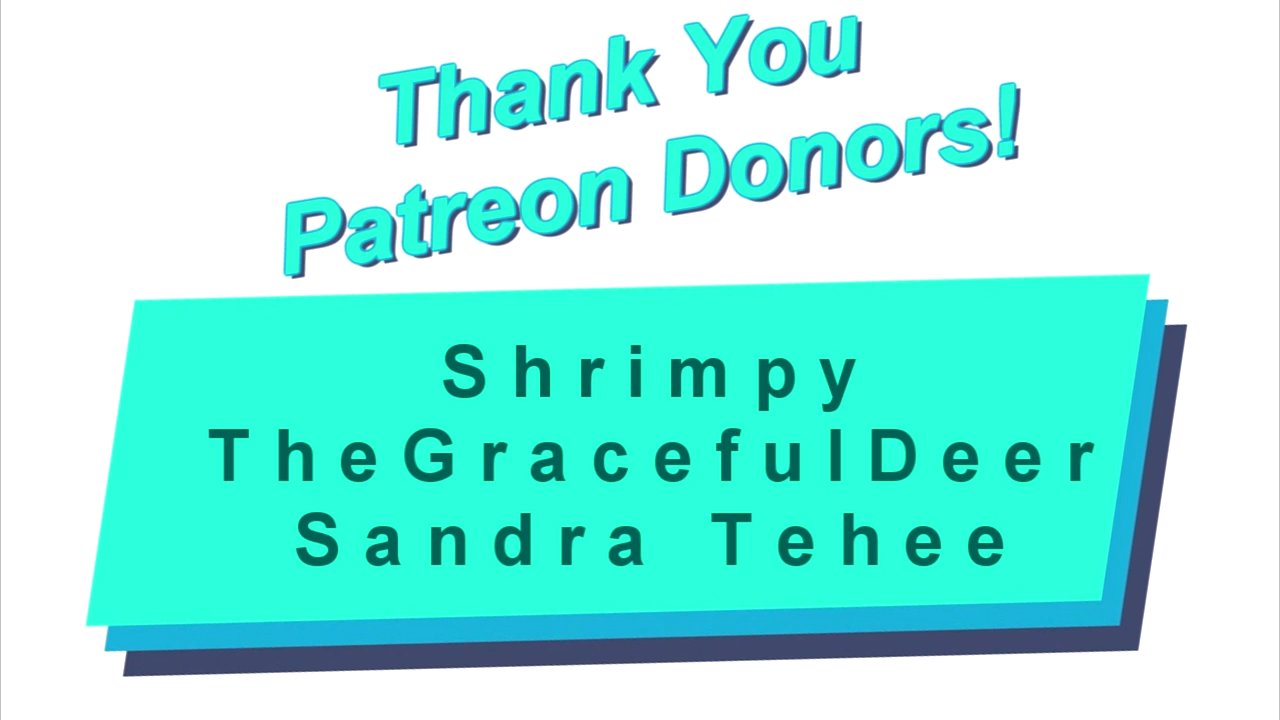 Thank You
Patreon Donors!
Shrimpy
TheGracefulDeer
Sandra Tehee